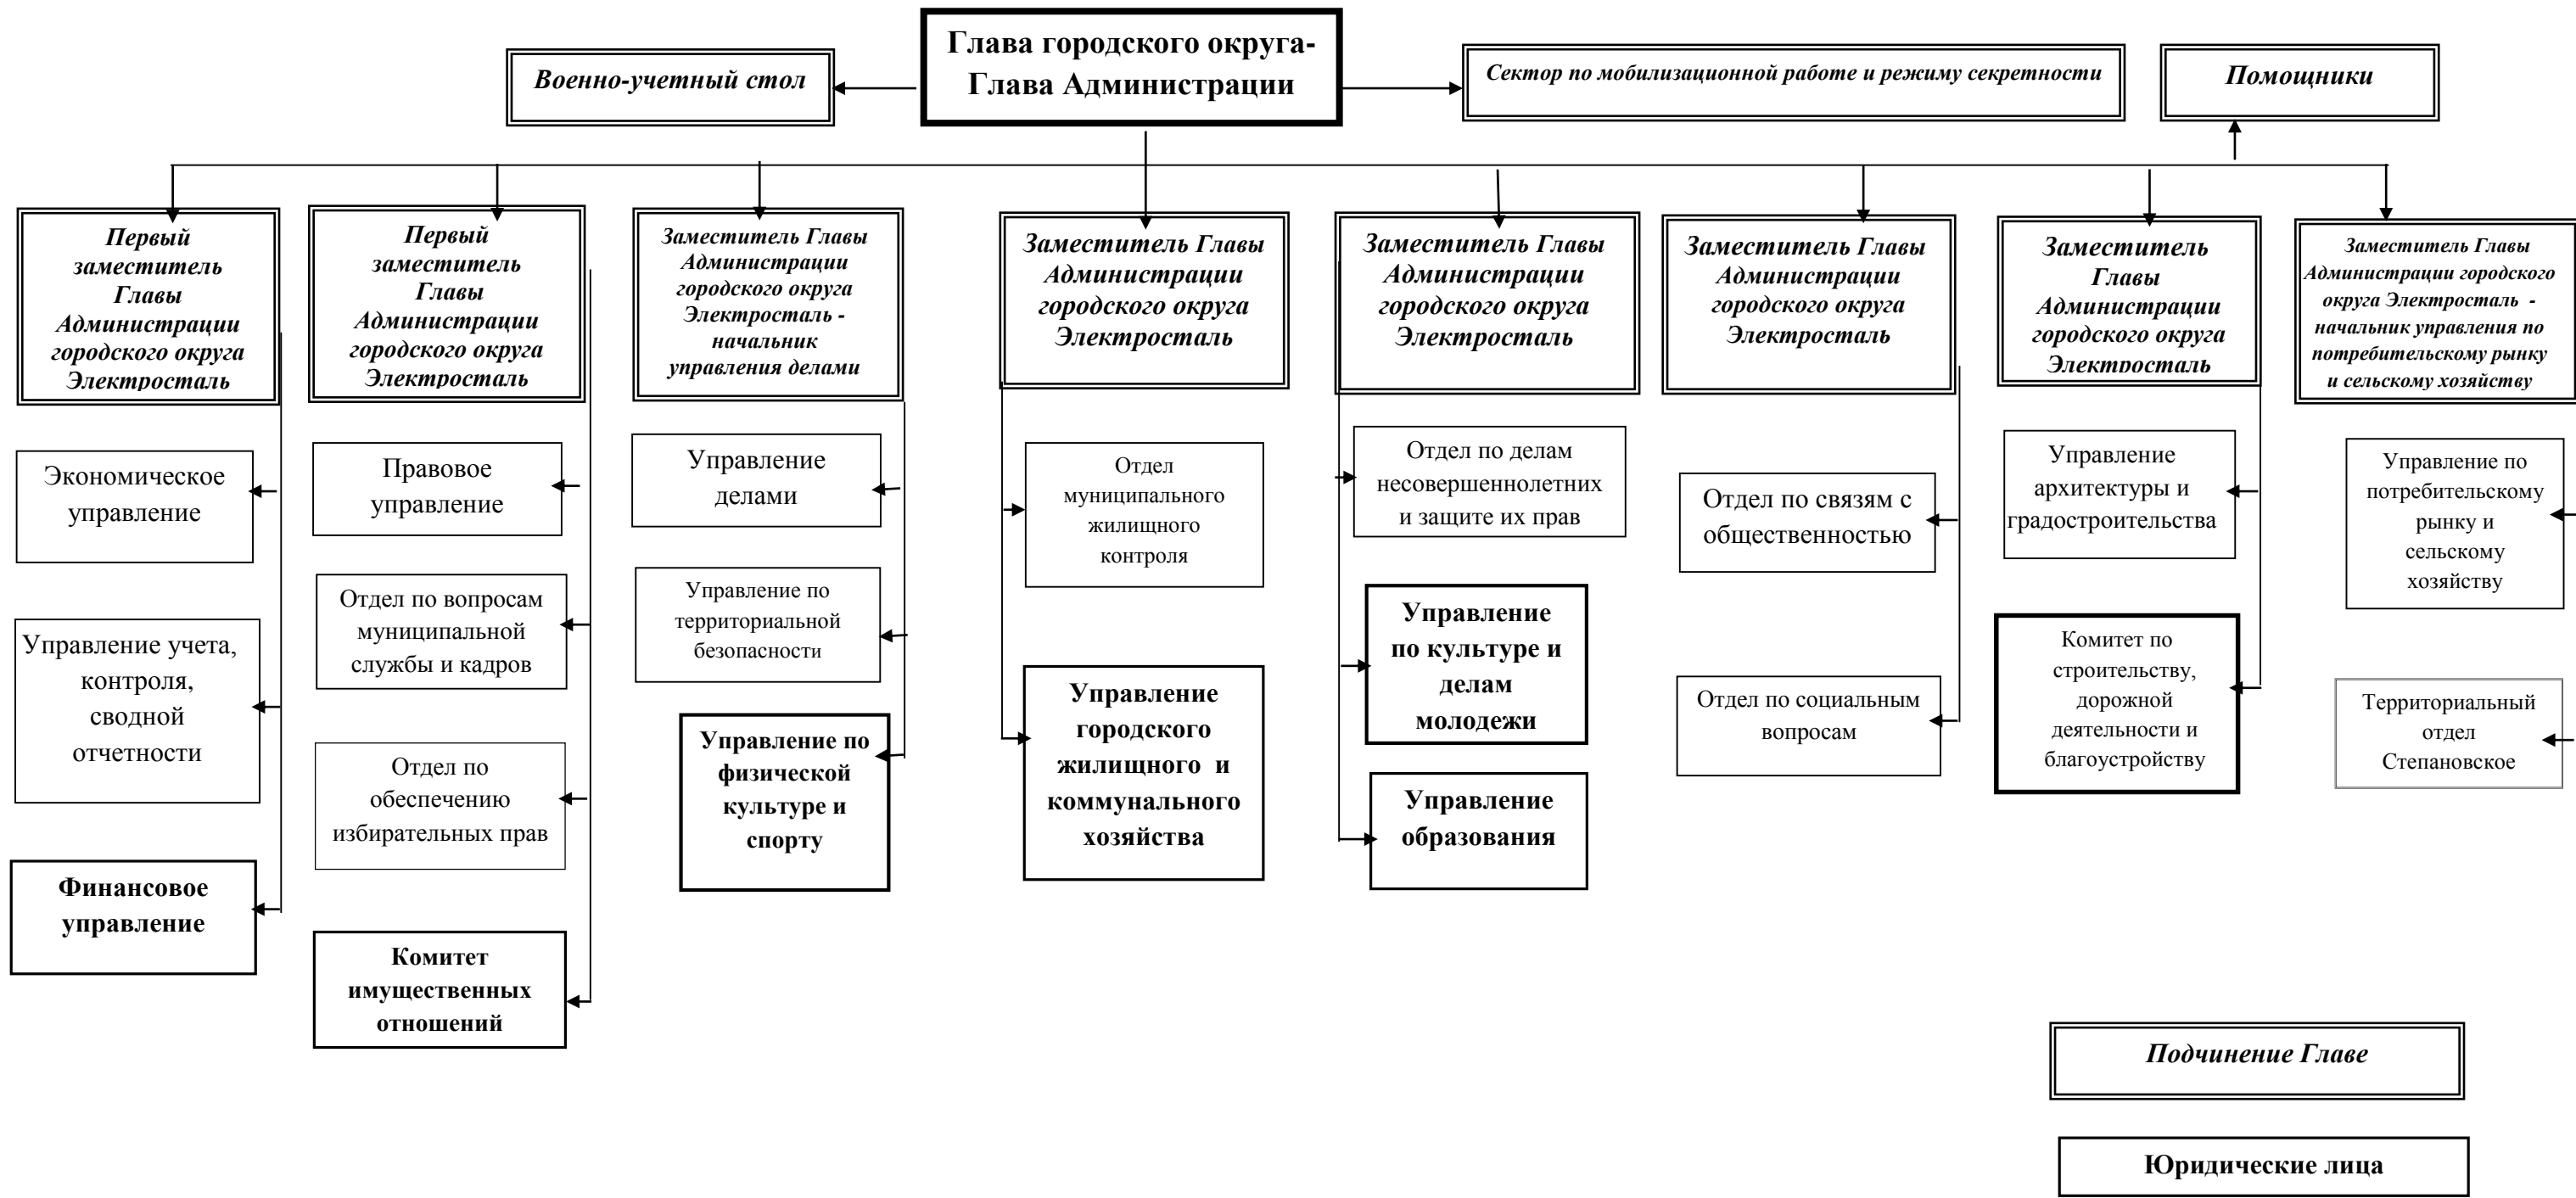 Глава городского округа-
Глава Администрации
Военно-учетный стол
Сектор по мобилизационной работе и режиму секретности
Помощники
Первый
заместитель
Главы
Администрации
городского округа
Электросталь
Первый
заместитель
Главы
Администрации
городского округа
Электросталь
Заместитель Главы
Администрации
городского округа
Электросталь -
начальник
управления делами
Заместитель Главы
Администрации
городского округа
Электросталь
Заместитель Главы
Администрации
городского округа
Электросталь
Заместитель Главы
Администрации
городского округа
Электросталь
Заместитель
Главы
Администрации
городского округа
Электросталь
Заместитель Главы
Администрации городского
округа Электросталь -
начальник управления по
потребительскому рынку
и сельскому хозяйству
Экономическое
управление
Управление учета,
контроля,
сводной
отчетности
Финансовое
управление
Правовое
управление
Отдел по вопросам
муниципальной
службы и кадров
Отдел по
обеспечению
избирательных прав
Комитет
имущественных
отношений
Управление
делами
Управление по
территориальной
безопасности
Управление по
физической
культуре и
спорту
Отдел
муниципального
жилищного
контроля
Управление
городского
жилищного и
коммунального
хозяйства
Отдел по делам
несовершеннолетних
и защите их прав
Управление
по культуре и
делам
молодежи
Управление
образования
Отдел по связям с
общественностью
Отдел по социальным
вопросам
Управление
архитектуры и
градостроительства
Комитет по
строительству,
дорожной
деятельности и
благоустройству
Управление по
потребительскому
рынку и
сельскому
хозяйству
Территориальный
отдел
Степановское
Подчинение Главе
Юридические лица